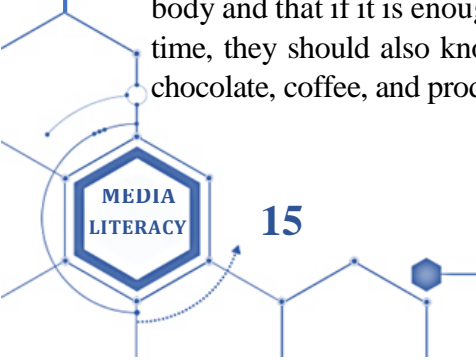 body and that if it is enoug
time, they should also kno
chocolate, coffee, and prod
MEDIA
LITERACY
15